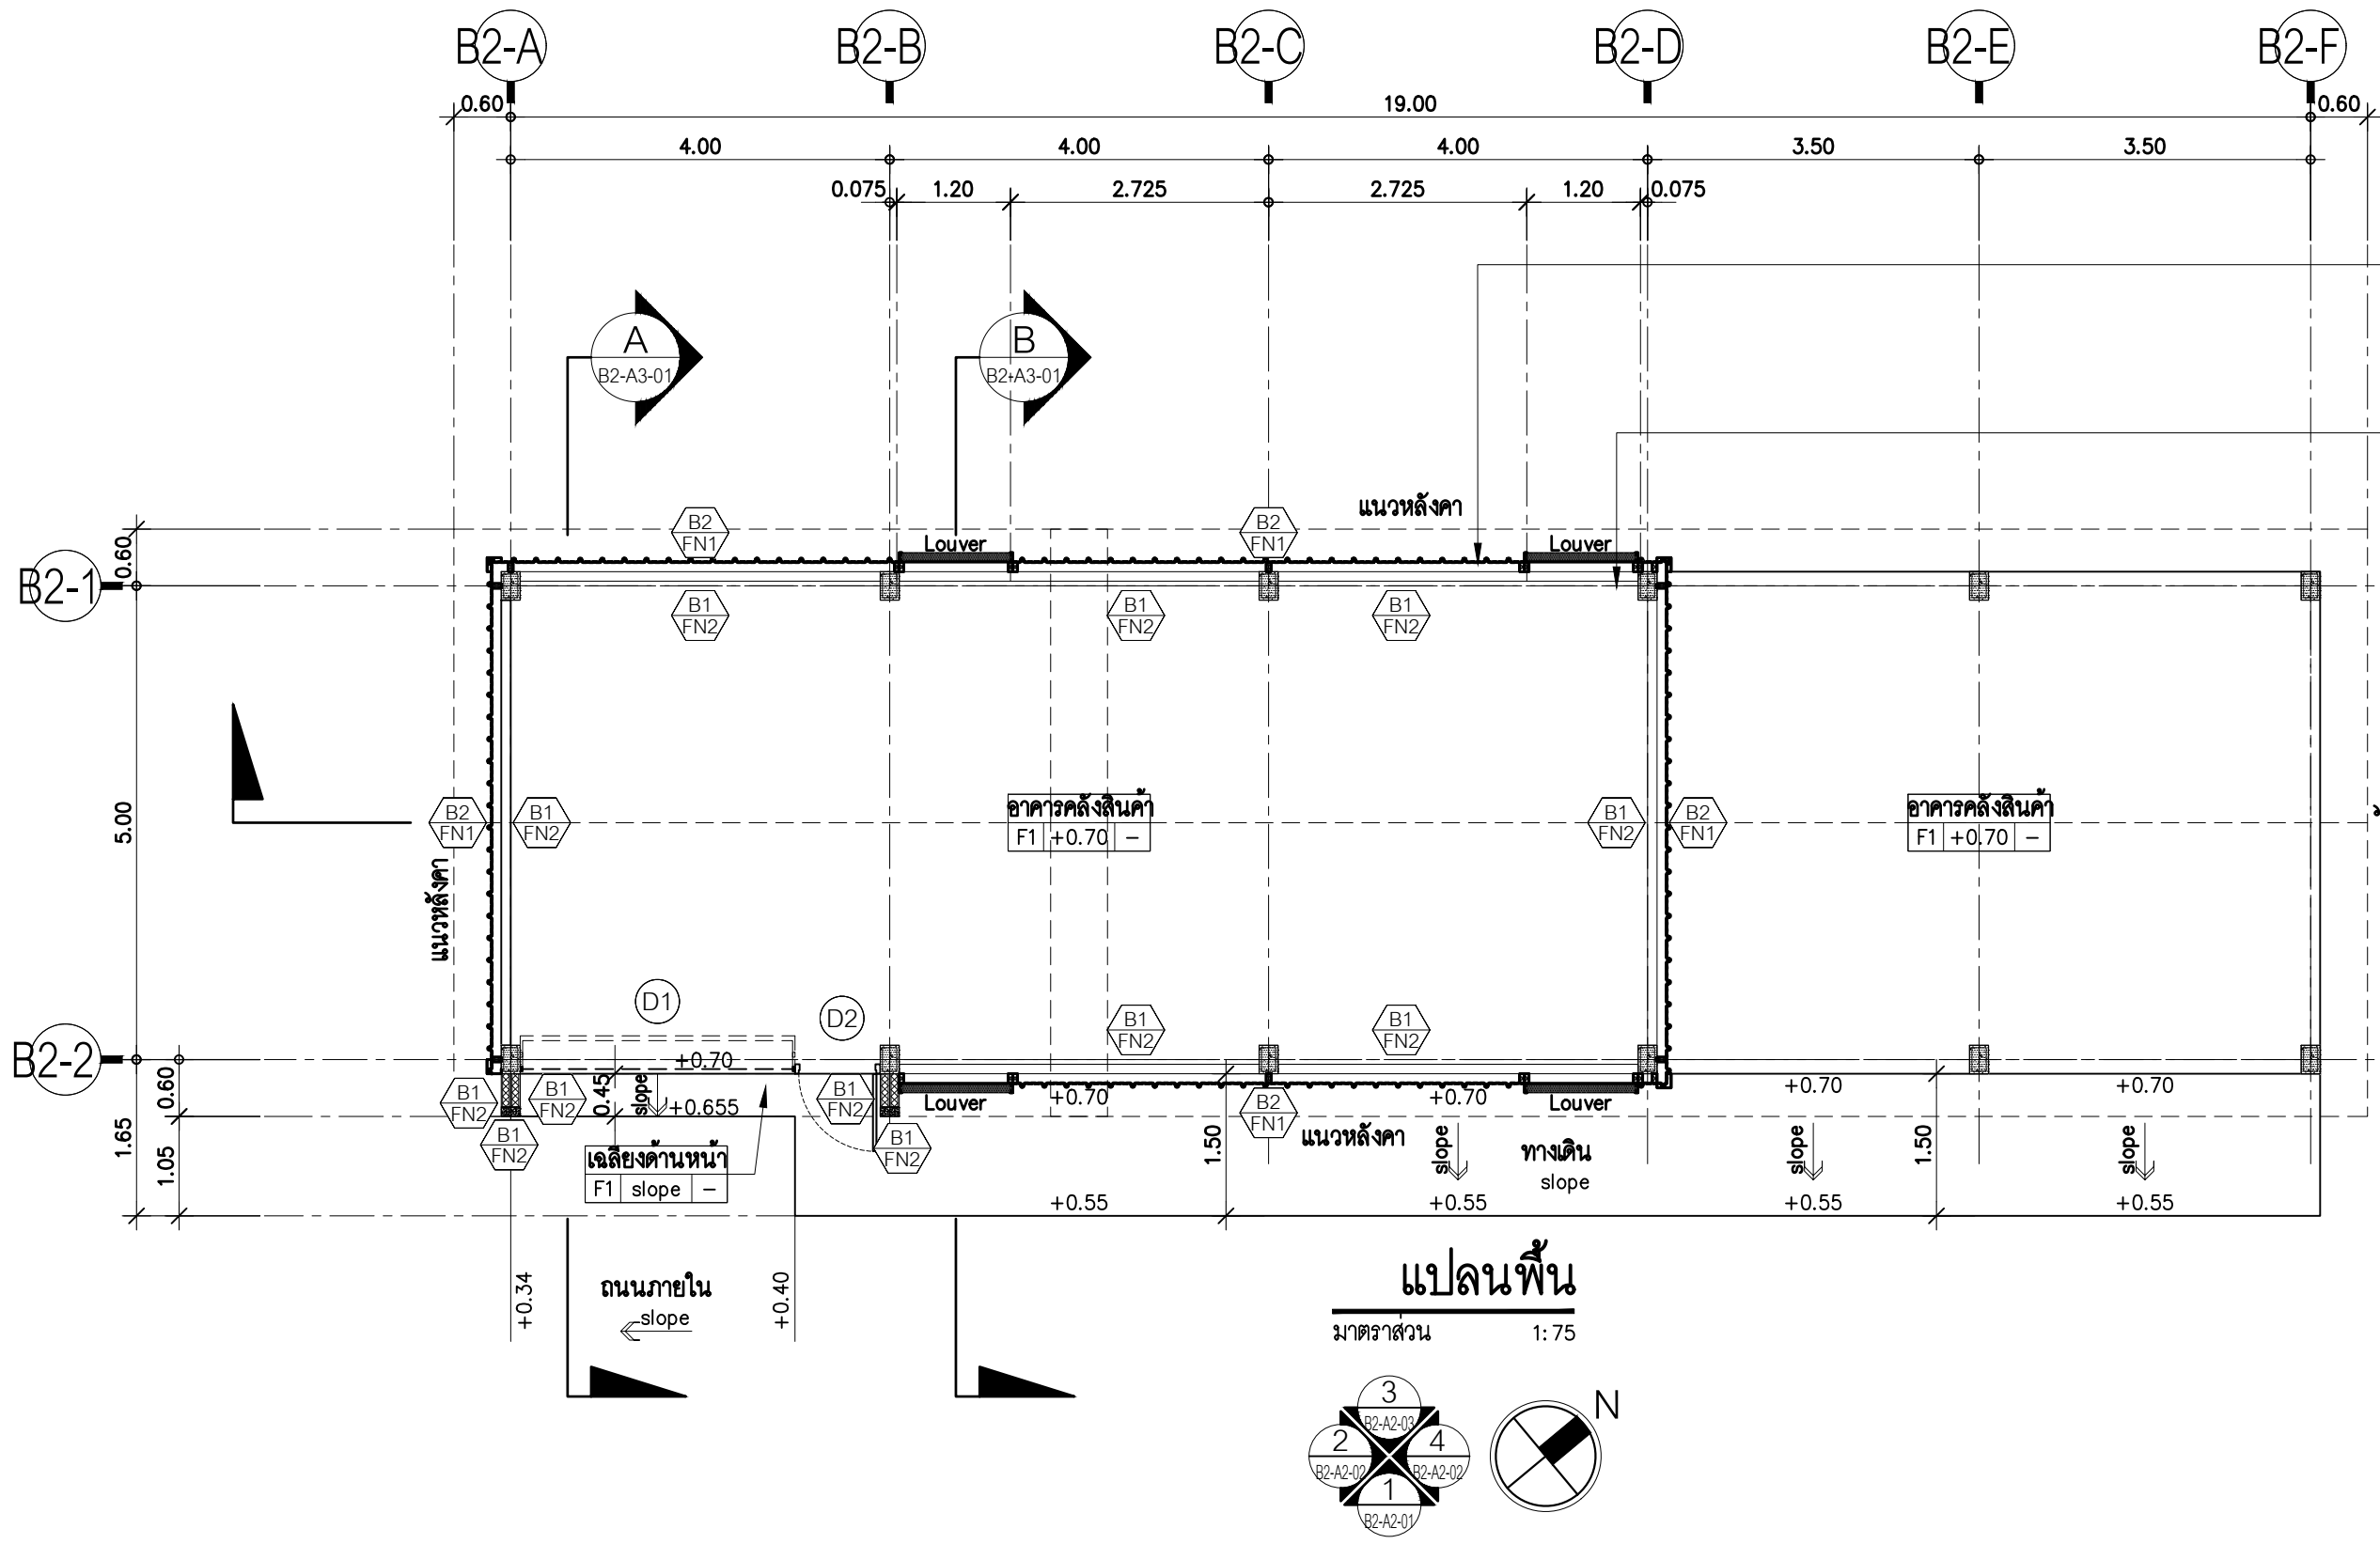 B2-A B2-B B2-C B2-D B2-E B2-F
0.60 19.00 0.60
4.00 4.00 4.00 3.50 3.50
0.075 1.20 2.725 2.725 1.20 0.075
A
B2-A3-01
B
B2-A3-01
แนวหลังคา
B2
FN1
B2
FN1
Louver
Louver
0.60
B2-1
B1
FN2
B1
FN2
B1
FN2
5.00
B2
FN1
B1
FN2
อาคารคลังสินค้า
F1 +0.70 -
B1
FN2
B2
FN1
อาคารคลังสินค้า
F1 +0.70 -
แนวหลังคา
D1
D2
B1
FN2
B1
FN2
B2-2
+0.70
0.60
1.65
1.05
B1
FN2
B1
FN2
0.45
slope
+0.655
B1
FN2
Louver
+0.70
B2
FN1
+0.70
Louver
+0.70
+0.70
B1
FN2
B1
FN2
เฉลียงด้านหน้า
F1 slope -
1.50
แนวหลังคา
slope
ทางเดิน
slope
slope
1.50
slope
+0.55 +0.55 +0.55 +0.55
+0.34
ถนนภายใน
slope
+0.40
แปลนพื้น
มาตราส่วน 1:75
3
B2-A2-03
2
B2-A2-02
4
B2-A2-02
1
B2-A2-01
N